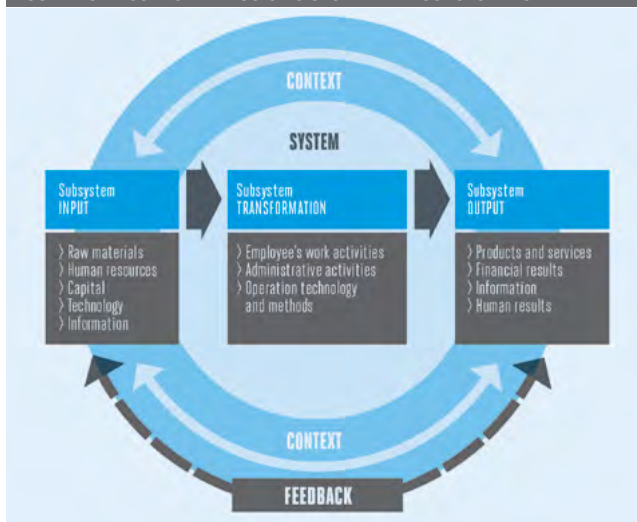 CONTEXT
SYSTEM
Subsystem
INPUT
〉Raw materials
〉Human resources
〉Capital
〉Technology
〉Information
Subsystem
TRANSFORMATION
〉Employee's work activities
〉Administrative activities
〉Operation technology
and methods
Subsystem
OUTPUT
〉Products and services
〉Financial results
〉Information
〉Human results
CONTEXT
FEEDBACK